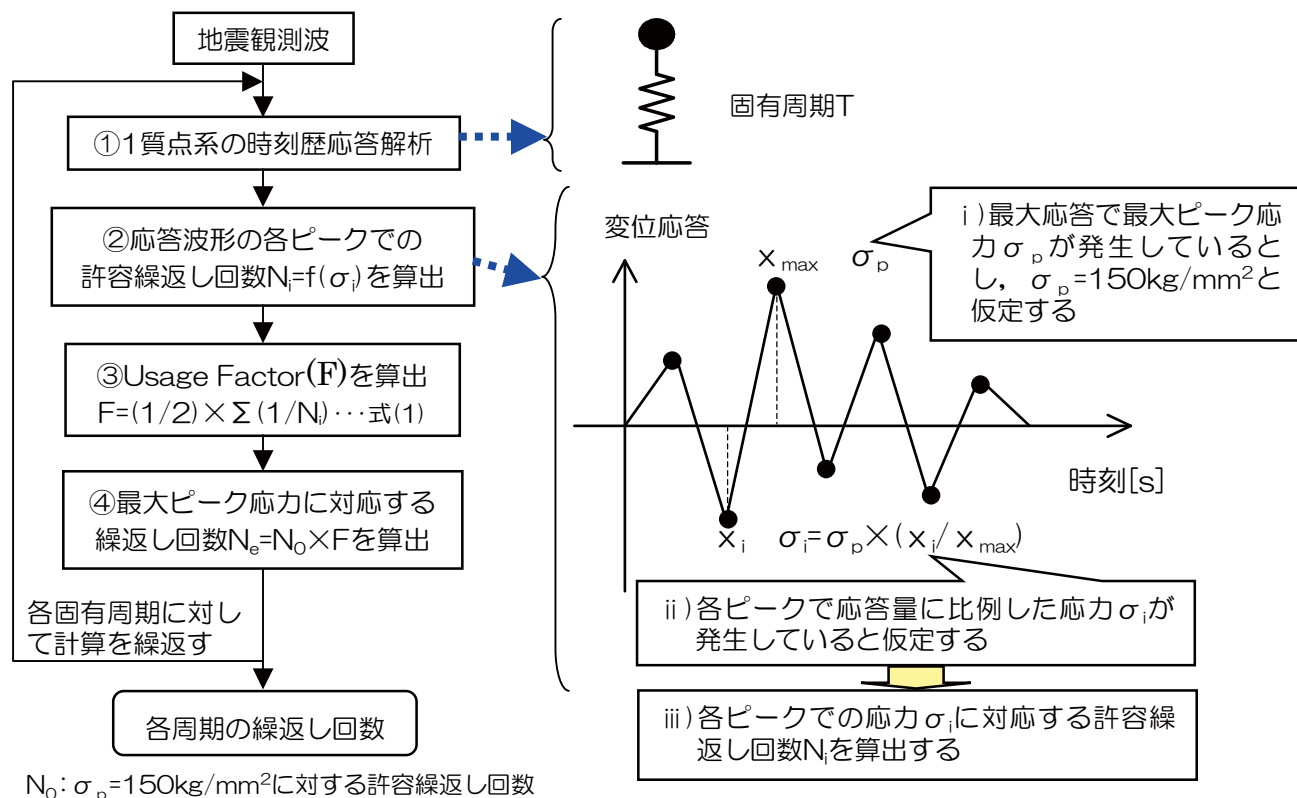 地震観測波
①1質点系の時刻歴応答解析
②応答波形の各ピークでの
許容繰返し回数Nᵢ=f(σᵢ)を算出
③Usage Factor(F)を算出
F=(1/2)×Σ(1/Nᵢ)･･･式(1)
④最大ピーク応力に対応する
繰返し回数Nₑ=N₀×Fを算出
各固有周期に対し
て計算を繰返す
各周期の繰返し回数
N₀：σₚ=150kg/mm²に対する許容繰返し回数
固有周期T
変位応答
xₘₐₓ σₚ
ⅰ)最大応答で最大ピーク応
力σₚが発生していると
し，σₚ=150kg/mm²と
仮定する
時刻[s]
xᵢ σᵢ=σₚ×(xᵢ/xₘₐₓ)
ⅱ)各ピークで応答量に比例した応力σᵢが
発生していると仮定する
ⅲ)各ピークでの応力σᵢに対応する許容繰
返し回数Nᵢを算出する